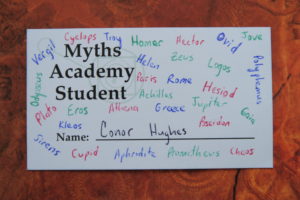 Cyclops Troy Homer Hector Ovid Jove
Vergil Myths Helen Zeus Logos Polyphemus
Academy Paris Rome Hesiod
Odysseus Student Achilles Jupiter Gaia
Plato Eros Athena Greece
Kleos Poseidon
Name: Conor Hughes
Sirens Cupid Aphrodite Prometheus Chaos